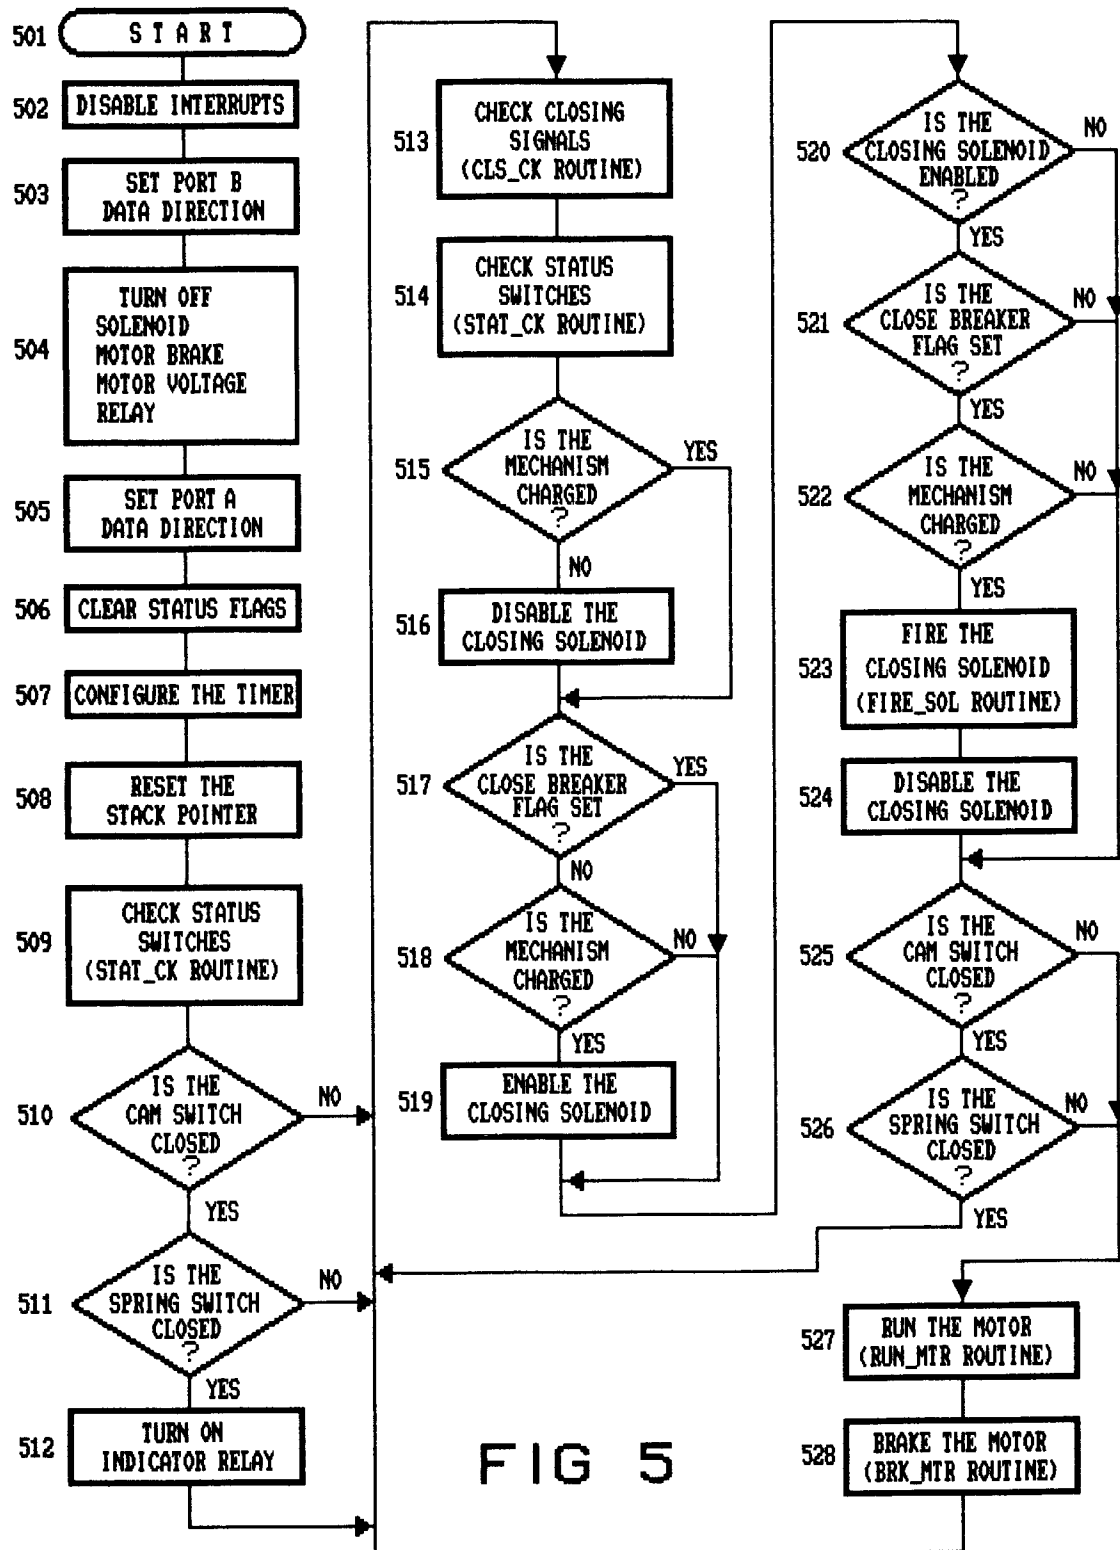 501
S T A R T
502
DISABLE INTERRUPTS
503
SET PORT B
DATA DIRECTION
504
TURN OFF
SOLENOID
MOTOR BRAKE
MOTOR VOLTAGE
RELAY
505
SET PORT A
DATA DIRECTION
506
CLEAR STATUS FLAGS
507
CONFIGURE THE TIMER
508
RESET THE
STACK POINTER
509
CHECK STATUS
SWITCHES
(STAT_CK ROUTINE)
510
IS THE
CAM SWITCH
CLOSED
?
NO
YES
511
IS THE
SPRING SWITCH
CLOSED
?
NO
YES
512
TURN ON
INDICATOR RELAY
513
CHECK CLOSING
SIGNALS
(CLS_CK ROUTINE)
514
CHECK STATUS
SWITCHES
(STAT_CK ROUTINE)
515
IS THE
MECHANISM
CHARGED
?
YES
NO
516
DISABLE THE
CLOSING SOLENOID
517
IS THE
CLOSE BREAKER
FLAG SET
?
YES
NO
518
IS THE
MECHANISM
CHARGED
?
NO
YES
519
ENABLE THE
CLOSING SOLENOID
520
IS THE
CLOSING SOLENOID
ENABLED
?
NO
YES
521
IS THE
CLOSE BREAKER
FLAG SET
?
NO
YES
522
IS THE
MECHANISM
CHARGED
?
NO
YES
523
FIRE THE
CLOSING SOLENOID
(FIRE_SOL ROUTINE)
524
DISABLE THE
CLOSING SOLENOID
525
IS THE
CAM SWITCH
CLOSED
?
NO
YES
526
IS THE
SPRING SWITCH
CLOSED
?
NO
YES
527
RUN THE MOTOR
(RUN_MTR ROUTINE)
528
BRAKE THE MOTOR
(BRK_MTR ROUTINE)
FIG 5